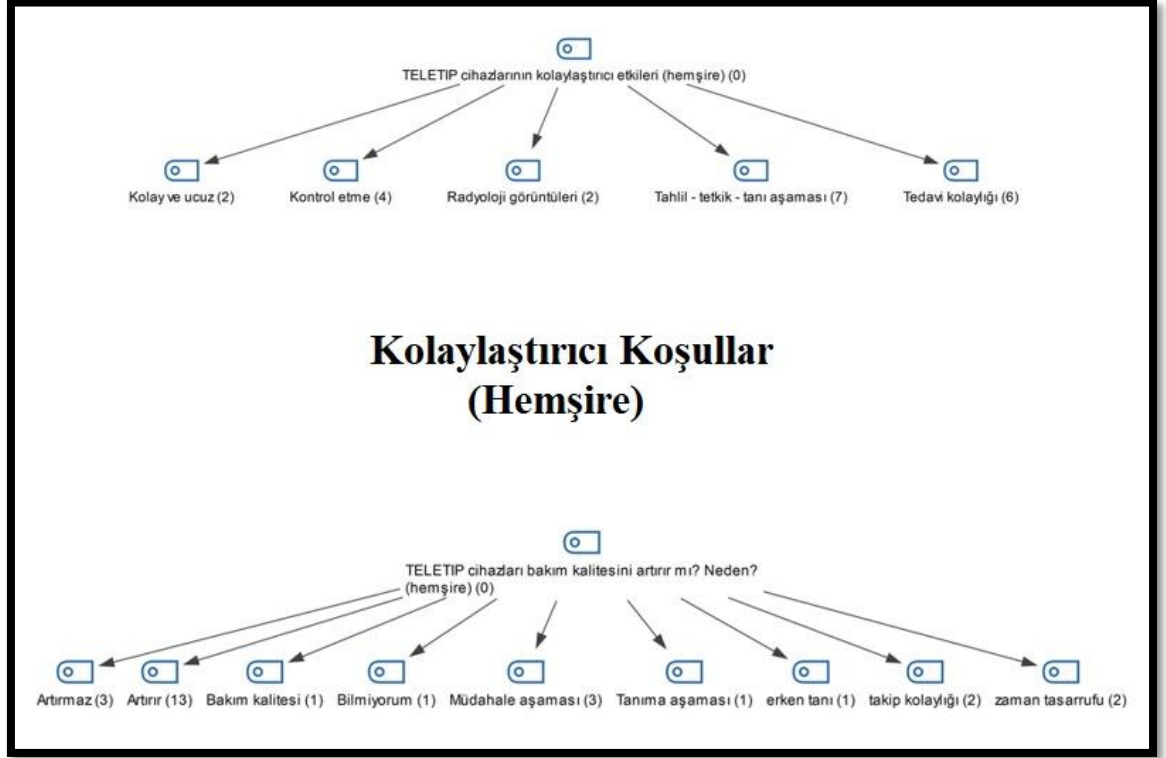 TELETIP cihazlarının kolaylaştırıcı etkileri (hemşire) (0)
Kolay ve ucuz (2)
Kontrol etme (4)
Radyoloji görüntüleri (2)
Tahlil - tetkik - tanı aşaması (7)
Tedavi kolaylığı (6)
Kolaylaştırıcı Koşullar
(Hemşire)
TELETIP cihazları bakım kalitesini artırır mı? Neden?
(hemşire) (0)
Artırmaz (3)
Artırır (13)
Bakım kalitesi (1)
Bilmiyorum (1)
Müdahale aşaması (3)
Tanıma aşaması (1)
erken tanı (1)
takip kolaylığı (2)
zaman tasarrufu (2)